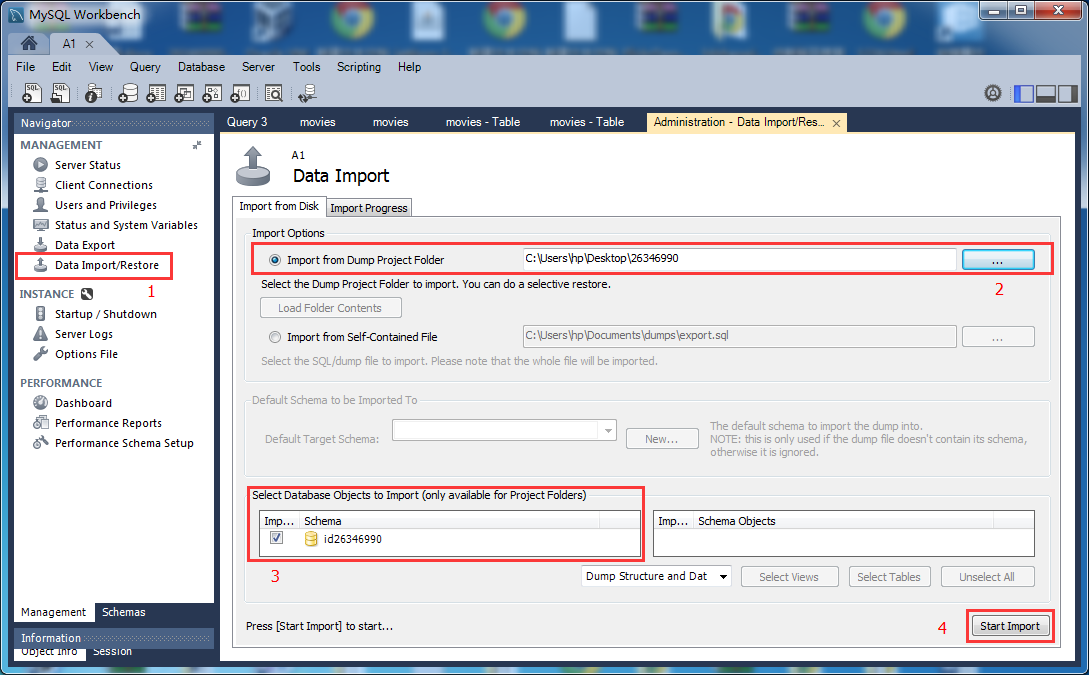 MySQL Workbench
A1
File Edit View Query Database Server Tools Scripting Help
Navigator
MANAGEMENT
Server Status
Client Connections
Users and Privileges
Status and System Variables
Data Export
Data Import/Restore
1
INSTANCE
Startup / Shutdown
Server Logs
Options File
PERFORMANCE
Dashboard
Performance Reports
Performance Schema Setup
Management Schemas
Information
Object Info Session
Query 3 movies movies movies - Table movies - Table Administration - Data Import/Res...
A1
Data Import
Import from Disk Import Progress
Import Options
Import from Dump Project Folder C:\Users\hp\Desktop\26346990 ...
2
Select the Dump Project Folder to import. You can do a selective restore.
Load Folder Contents
Import from Self-Contained File C:\Users\hp\Documents\dumps\export.sql ...
Select the SQL/dump file to import. Please note that the whole file will be imported.
Default Schema to be Imported To
Default Target Schema: New...
The default schema to import the dump into.
NOTE: this is only used if the dump file doesn't contain its schema,
otherwise it is ignored.
Select Database Objects to Import (only available for Project Folders)
Imp... Schema
id26346990
Imp... Schema Objects
3
Dump Structure and Dat Select Views Select Tables Unselect All
Press [Start Import] to start...
4
Start Import